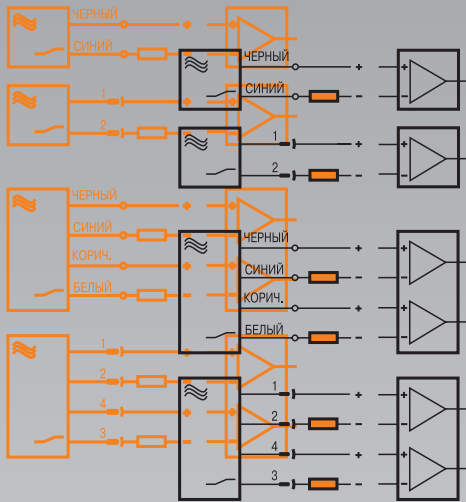 ЧЕРНЫЙ
СИНИЙ
1
2
ЧЕРНЫЙ
СИНИЙ
1
2
ЧЕРНЫЙ
СИНИЙ
КОРИЧ.
БЕЛЫЙ
ЧЕРНЫЙ
СИНИЙ
КОРИЧ.
БЕЛЫЙ
1
2
4
3
1
2
4
3